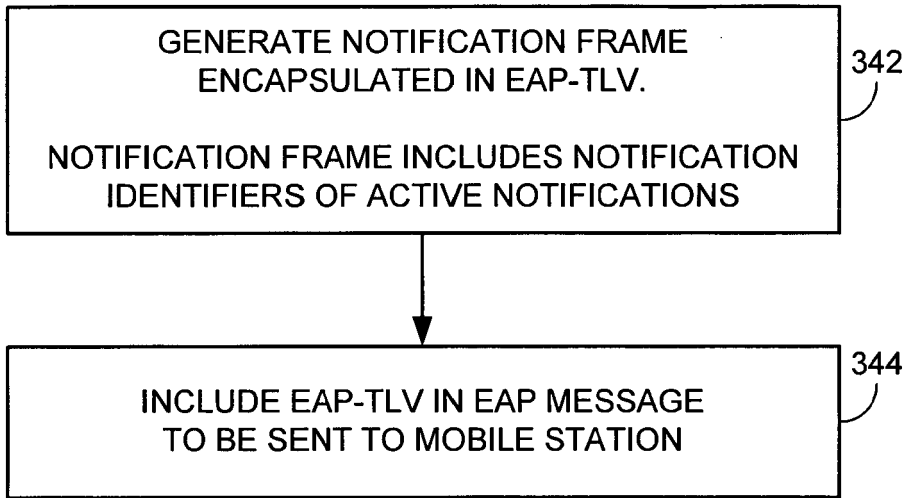 GENERATE NOTIFICATION FRAME
ENCAPSULATED IN EAP-TLV.
342
NOTIFICATION FRAME INCLUDES NOTIFICATION
IDENTIFIERS OF ACTIVE NOTIFICATIONS
344
INCLUDE EAP-TLV IN EAP MESSAGE
TO BE SENT TO MOBILE STATION